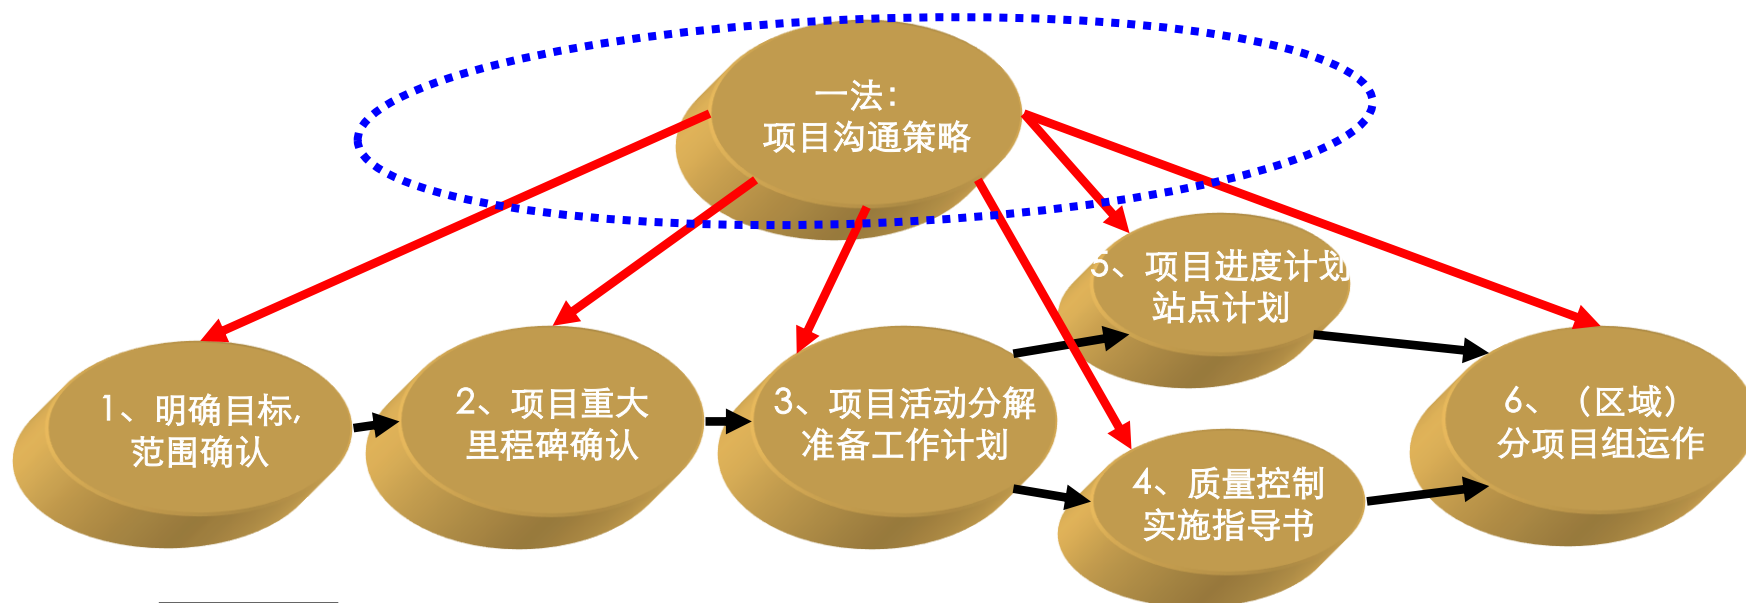 一法：
项目沟通策略
5、项目进度计划
站点计划
1、明确目标,
范围确认
2、项目重大
里程碑确认
3、项目活动分解
准备工作计划
4、质量控制
实施指导书
6、（区域）
分项目组运作